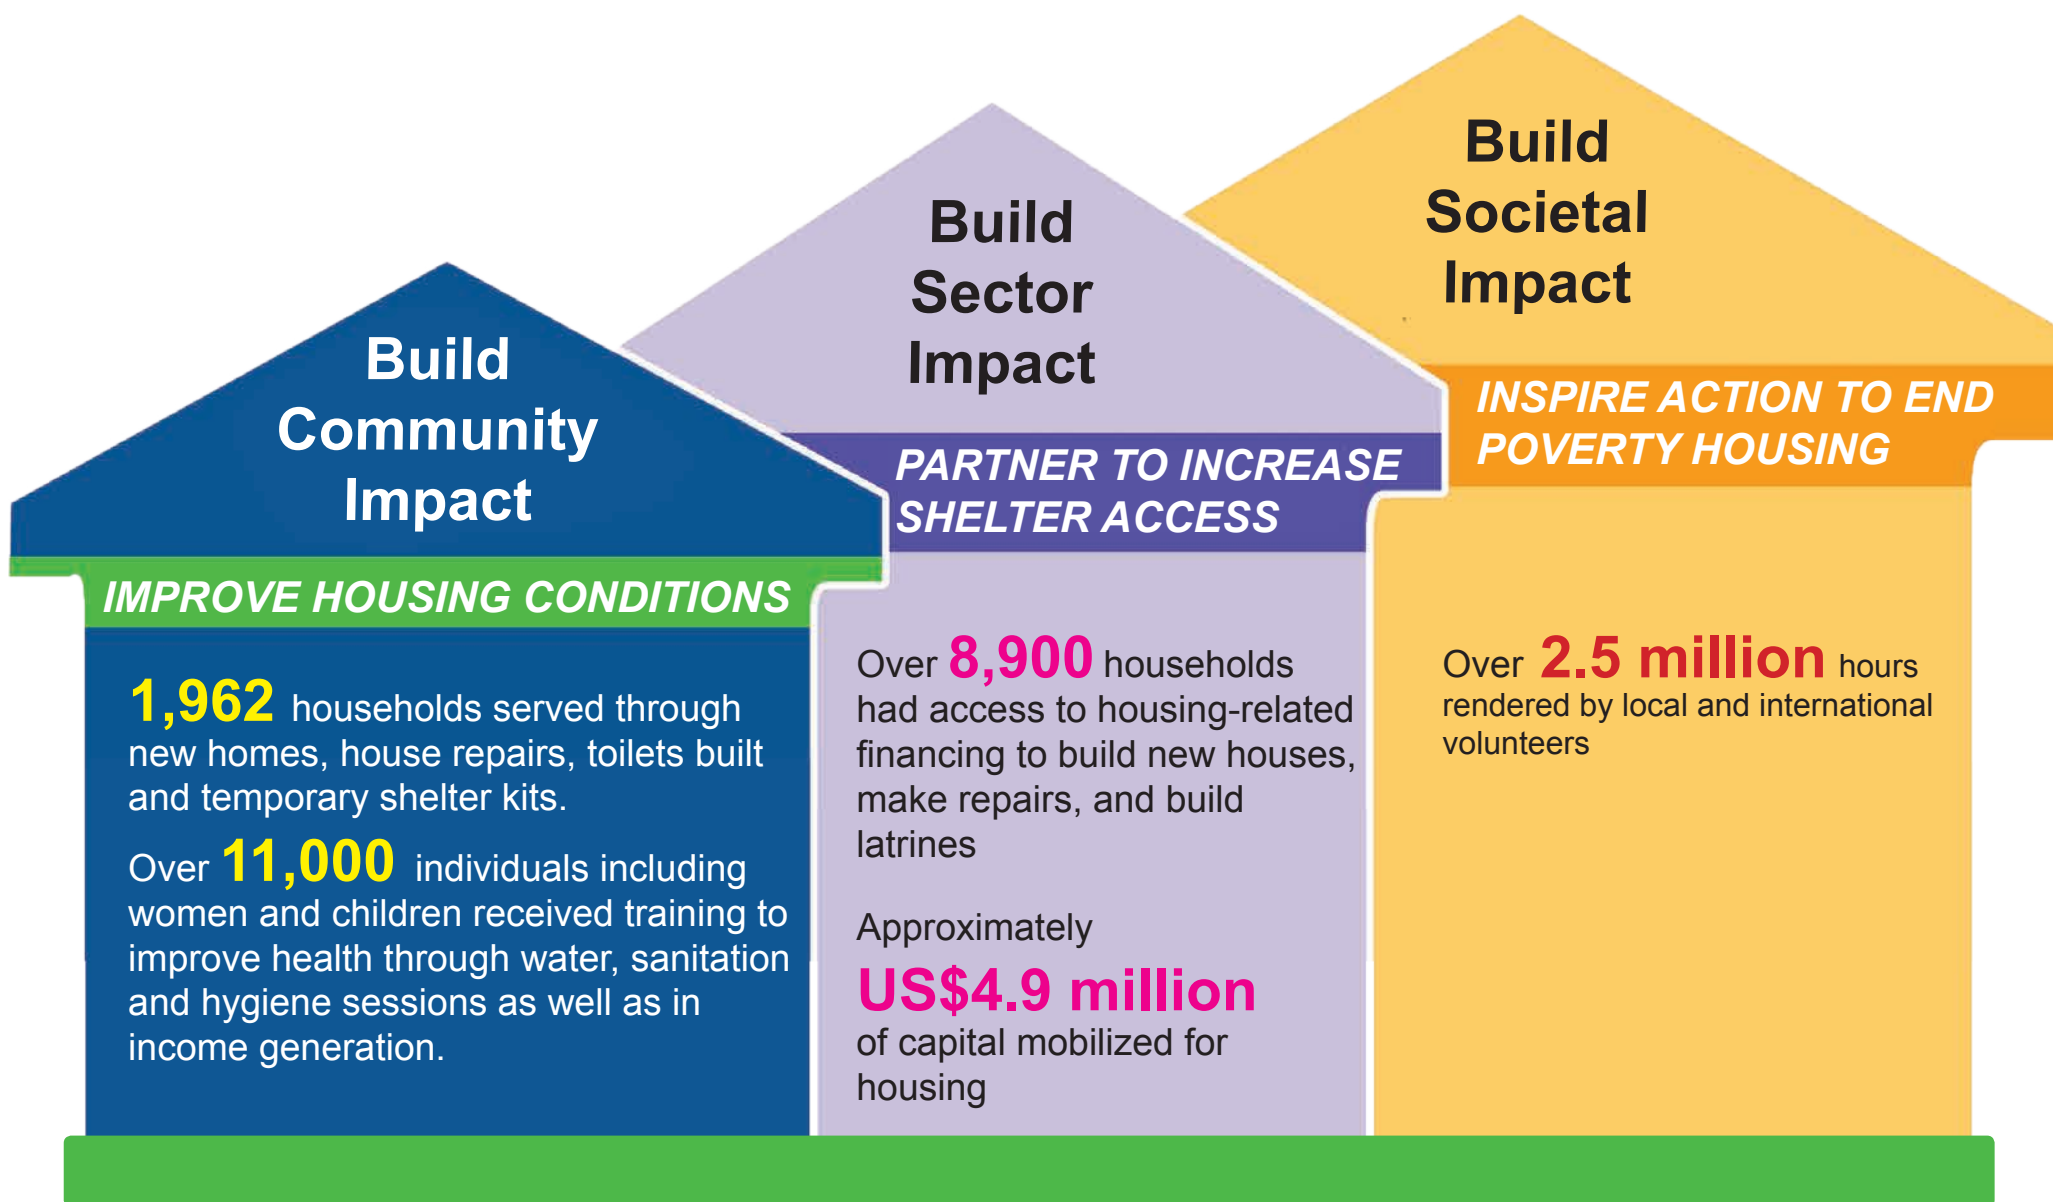 Build
Community
Impact
IMPROVE HOUSING CONDITIONS
1,962 households served through
new homes, house repairs, toilets built
and temporary shelter kits.
Over 11,000 individuals including
women and children received training to
improve health through water, sanitation
and hygiene sessions as well as in
income generation.
Build
Sector
Impact
PARTNER TO INCREASE
SHELTER ACCESS
Over 8,900 households
had access to housing-related
financing to build new houses,
make repairs, and build
latrines
Approximately
US$4.9 million
of capital mobilized for
housing
Build
Societal
Impact
INSPIRE ACTION TO END
POVERTY HOUSING
Over 2.5 million hours
rendered by local and international
volunteers